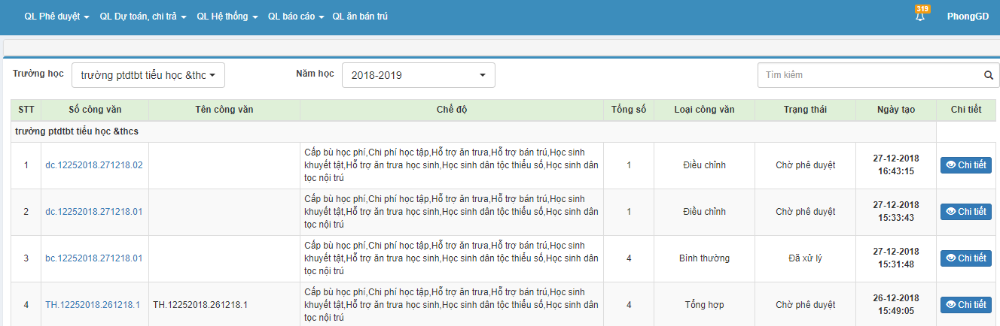 QL Phê duyệt QL Dự toán, chi trả QL Hệ thống QL báo cáo QL ăn bán trú 319 PhongGD
Trường học trường ptdtbt tiểu học &thc Năm học 2018-2019 Tìm kiếm
STT Số công văn Tên công văn Chế độ Tổng số Loại công văn Trạng thái Ngày tạo Chi tiết
trường ptdtbt tiểu học &thcs
1 dc.12252018.271218.02 Cấp bù học phí,Chi phí học tập,Hỗ trợ ăn trưa,Hỗ trợ bán trú,Học sinh
khuyết tật,Hỗ trợ ăn trưa học sinh,Học sinh dân tộc thiểu số,Học sinh dân
tọc nội trú 1 Điều chỉnh Chờ phê duyệt 27-12-2018
16:43:15 Chi tiết
2 dc.12252018.271218.01 Cấp bù học phí,Chi phí học tập,Hỗ trợ ăn trưa,Hỗ trợ bán trú,Học sinh
khuyết tật,Hỗ trợ ăn trưa học sinh,Học sinh dân tộc thiểu số,Học sinh dân
tọc nội trú 1 Điều chỉnh Chờ phê duyệt 27-12-2018
15:33:43 Chi tiết
3 bc.12252018.271218.01 Cấp bù học phí,Chi phí học tập,Hỗ trợ ăn trưa,Hỗ trợ bán trú,Học sinh
khuyết tật,Hỗ trợ ăn trưa học sinh,Học sinh dân tộc thiểu số,Học sinh dân
tọc nội trú 4 Bình thường Đã xử lý 27-12-2018
15:31:48 Chi tiết
4 TH.12252018.261218.1 TH.12252018.261218.1 Cấp bù học phí,Chi phí học tập,Hỗ trợ ăn trưa,Hỗ trợ bán trú,Học sinh
khuyết tật,Hỗ trợ ăn trưa học sinh,Học sinh dân tộc thiểu số,Học sinh dân
tọc nội trú 4 Tổng hợp Chờ phê duyệt 26-12-2018
15:49:05 Chi tiết